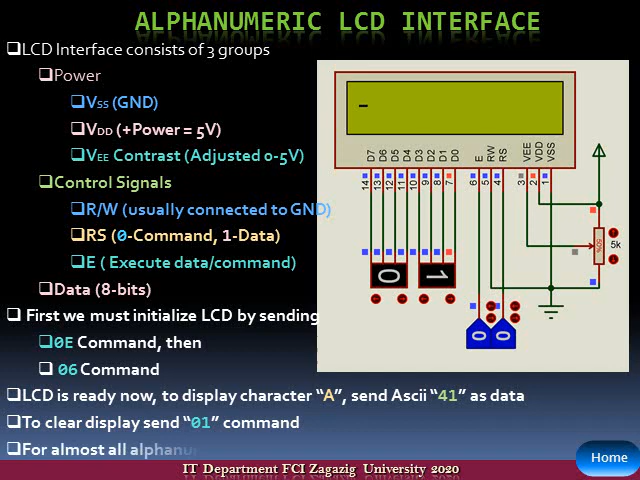 ALPHANUMERIC LCD INTERFACE
LCD Interface consists of 3 groups
Power
VSS (GND)
VDD (+Power = 5V)
VEE Contrast (Adjusted 0-5V)
Control Signals
R/W (usually connected to GND)
RS (0-Command, 1-Data)
E ( Execute data/command)
Data (8-bits)
First we must initialize LCD by sending
0E Command, then
06 Command
LCD is ready now, to display character “A”, send Ascii “41” as data
To clear display send “01” command
For almost all alphanu
D7 D6 D5 D4 D3 D2 D1 D0 E RW RS VEE VDD VSS
14 13 12 11 10 9 8 7 6 5 4 3 2 1
50%
5k
0 1
0 0
Home
IT Department FCI Zagazig University 2020